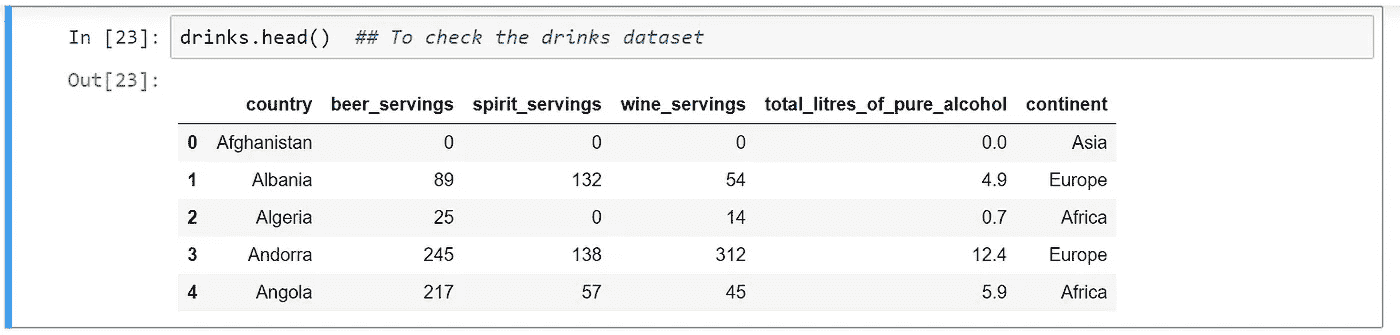 In [23]: drinks.head()  ## To check the drinks dataset
Out[23]:
country beer_servings spirit_servings wine_servings total_litres_of_pure_alcohol continent
0 Afghanistan 0 0 0 0.0 Asia
1 Albania 89 132 54 4.9 Europe
2 Algeria 25 0 14 0.7 Africa
3 Andorra 245 138 312 12.4 Europe
4 Angola 217 57 45 5.9 Africa